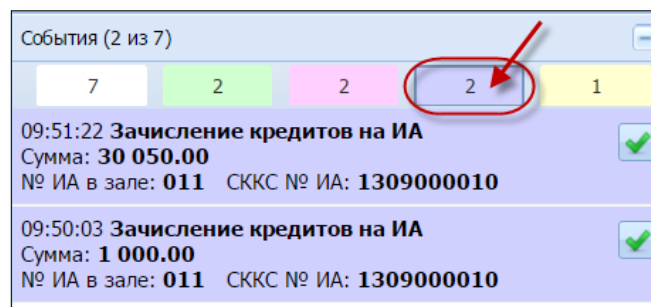 События (2 из 7)
7 2 2 2 1
09:51:22 Зачисление кредитов на ИА
Сумма: 30 050.00
№ ИА в зале: 011 СККС № ИА: 1309000010
09:50:03 Зачисление кредитов на ИА
Сумма: 1 000.00
№ ИА в зале: 011 СККС № ИА: 1309000010